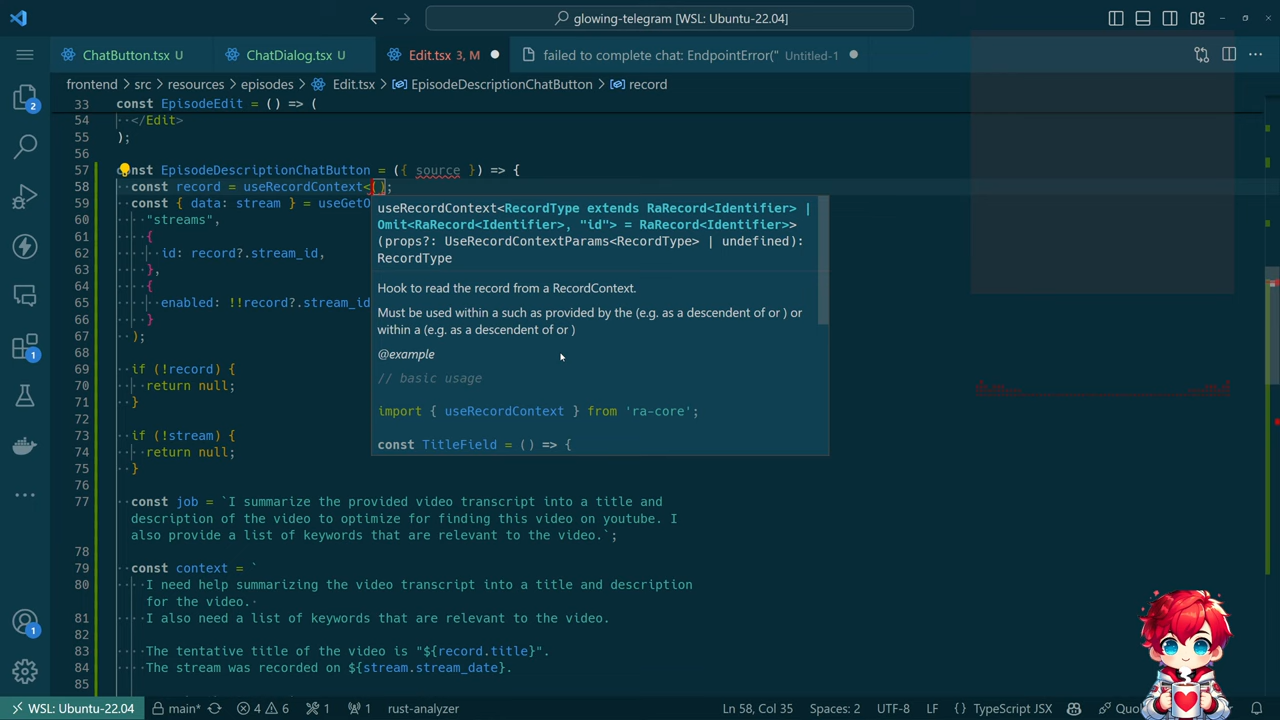 glowing-telegram [WSL: Ubuntu-22.04]
ChatButton.tsx U
ChatDialog.tsx U
Edit.tsx 3, M
failed to complete chat: EndpointError(" Untitled-1
frontend > src > resources > episodes > Edit.tsx > EpisodeDescriptionChatButton > record
33 const EpisodeEdit = () => (
54 </Edit>
55 );
56
57 const EpisodeDescriptionChatButton = ({ source }) => {
58 const record = useRecordContext<();
59 const { data: stream } = useGetO
60 "streams",
61 {
62 id: record?.stream_id,
63 },
64 {
65 enabled: !!record?.stream_id
66 }
67 );
68
69 if (!record) {
70 return null;
71 }
72
73 if (!stream) {
74 return null;
75 }
76
77 const job = `I summarize the provided video transcript into a title and
description of the video to optimize for finding this video on youtube. I
also provide a list of keywords that are relevant to the video.`;
78
79 const context = `
80 I need help summarizing the video transcript into a title and description
for the video.
81 I also need a list of keywords that are relevant to the video.
82
83 The tentative title of the video is "${record.title}".
84 The stream was recorded on ${stream.stream_date}.
85
useRecordContext<RecordType extends RaRecord<Identifier> |
Omit<RaRecord<Identifier>, "id"> = RaRecord<Identifier>>
(props?: UseRecordContextParams<RecordType> | undefined):
RecordType
Hook to read the record from a RecordContext.
Must be used within a such as provided by the (e.g. as a descendent of or ) or
within a (e.g. as a descendent of or )
@example
// basic usage
import { useRecordContext } from 'ra-core';
const TitleField = () => {
2
1
1
WSL: Ubuntu-22.04
main*
4 6
1
1
rust-analyzer
Ln 58, Col 35
Spaces: 2
UTF-8
LF
{} TypeScript JSX
Quo